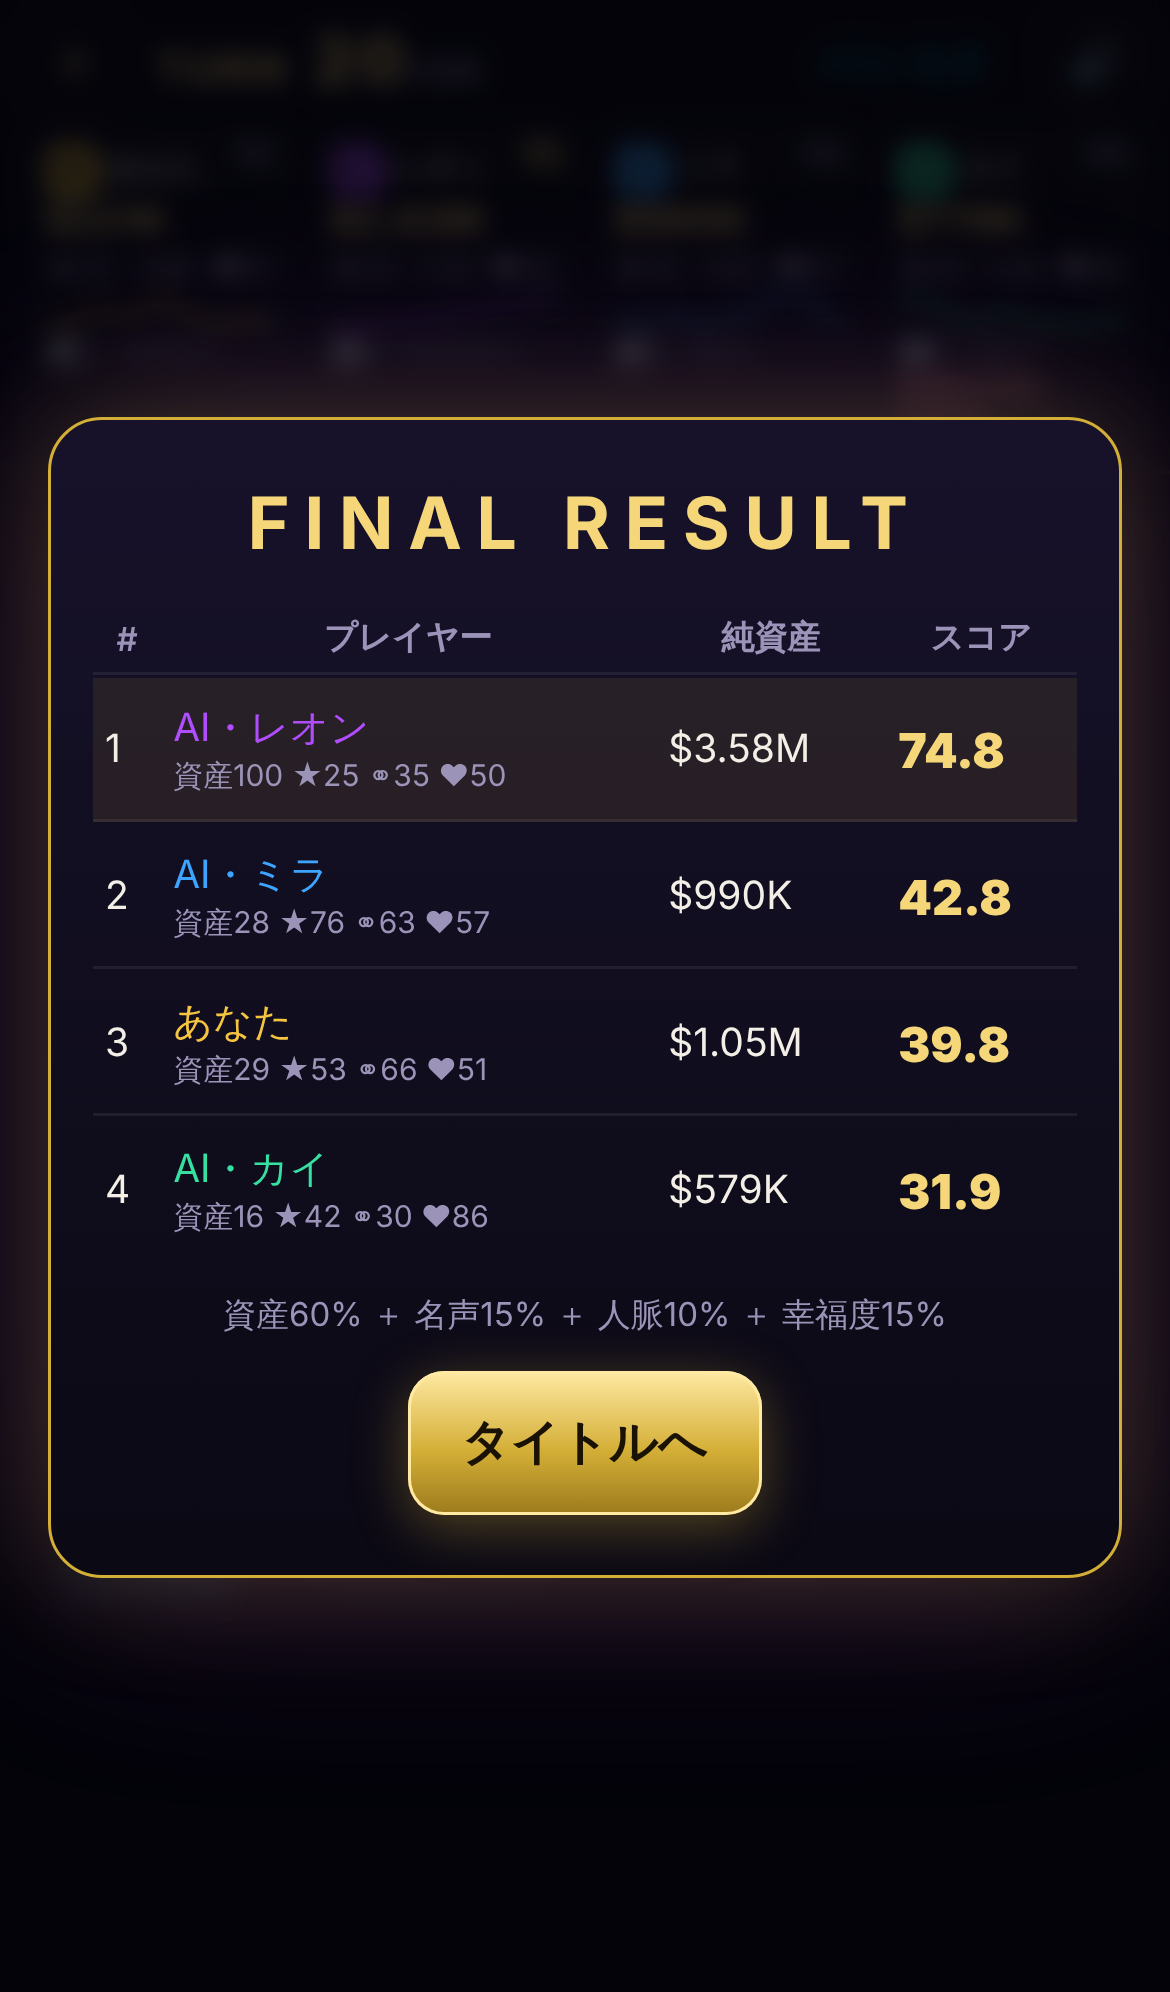 FINAL RESULT
# プレイヤー 純資産 スコア
1 AI・レオン $3.58M 74.8
資産100 ★25 ⚭35 ♥50
2 AI・ミラ $990K 42.8
資産28 ★76 ⚭63 ♥57
3 あなた $1.05M 39.8
資産29 ★53 ⚭66 ♥51
4 AI・カイ $579K 31.9
資産16 ★42 ⚭30 ♥86
資産60% + 名声15% + 人脈10% + 幸福度15%
タイトルへ